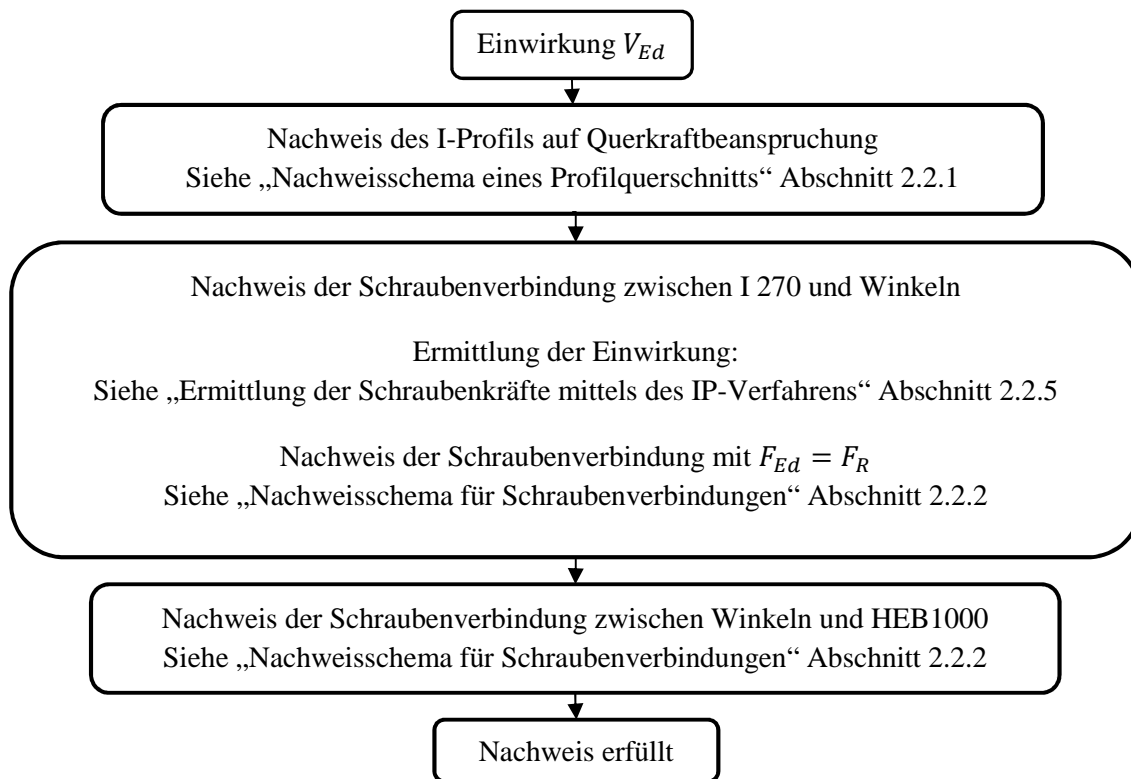 Einwirkung V_Ed
Nachweis des I-Profils auf Querkraftbeanspruchung
Siehe „Nachweisschema eines Profilquerschnitts“ Abschnitt 2.2.1
Nachweis der Schraubenverbindung zwischen I 270 und Winkeln
Ermittlung der Einwirkung:
Siehe „Ermittlung der Schraubenkräfte mittels des IP-Verfahrens“ Abschnitt 2.2.5
Nachweis der Schraubenverbindung mit F_Ed = F_R
Siehe „Nachweisschema für Schraubenverbindungen“ Abschnitt 2.2.2
Nachweis der Schraubenverbindung zwischen Winkeln und HEB1000
Siehe „Nachweisschema für Schraubenverbindungen“ Abschnitt 2.2.2
Nachweis erfüllt